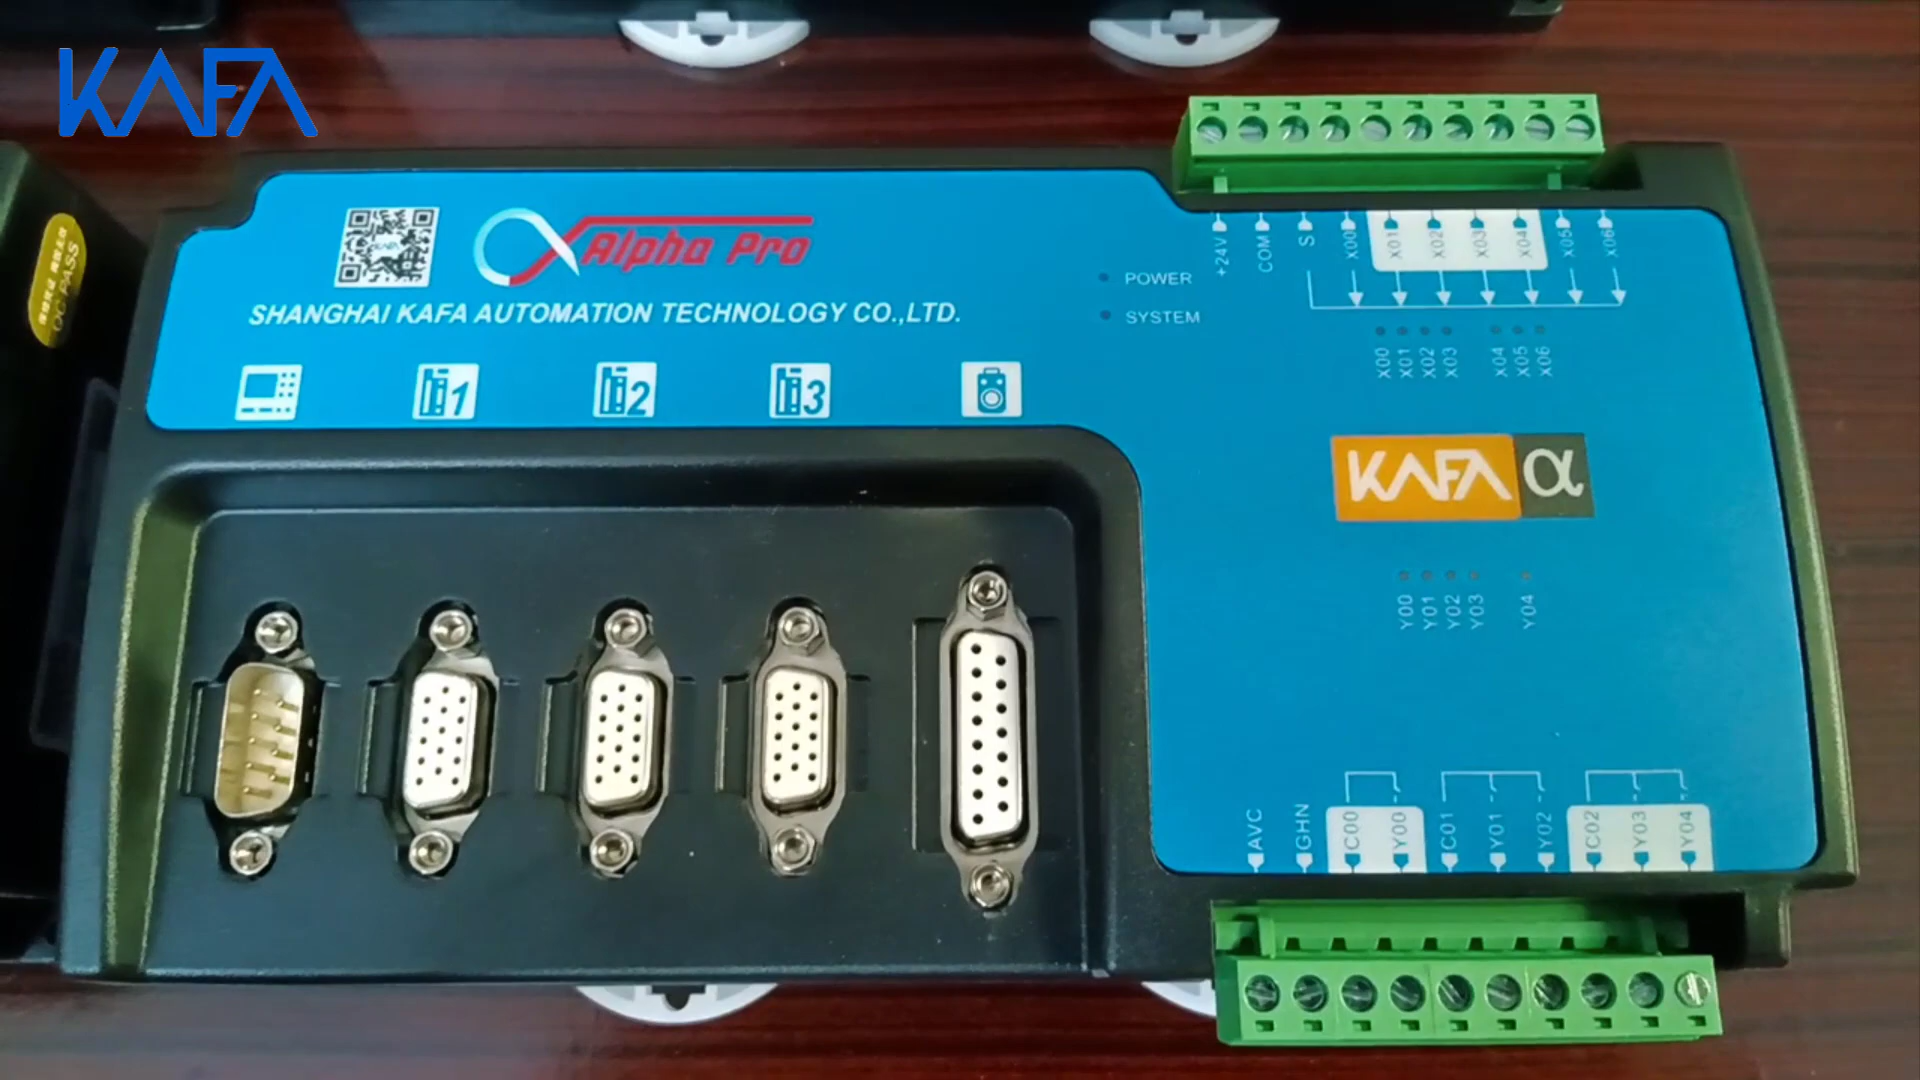 KAFA
QC PASS
Alpha Pro
SHANGHAI KAFA AUTOMATION TECHNOLOGY CO.,LTD.
1
2
3
POWER
SYSTEM
+24V
COM
S
X00
X01
X02
X03
X04
X05
X06
X00
X01
X02
X03
X04
X05
X06
KAFA α
Y00
Y01
Y02
Y03
Y04
AVC
GHN
C00
Y00
C01
Y01
Y02
C02
Y03
Y04